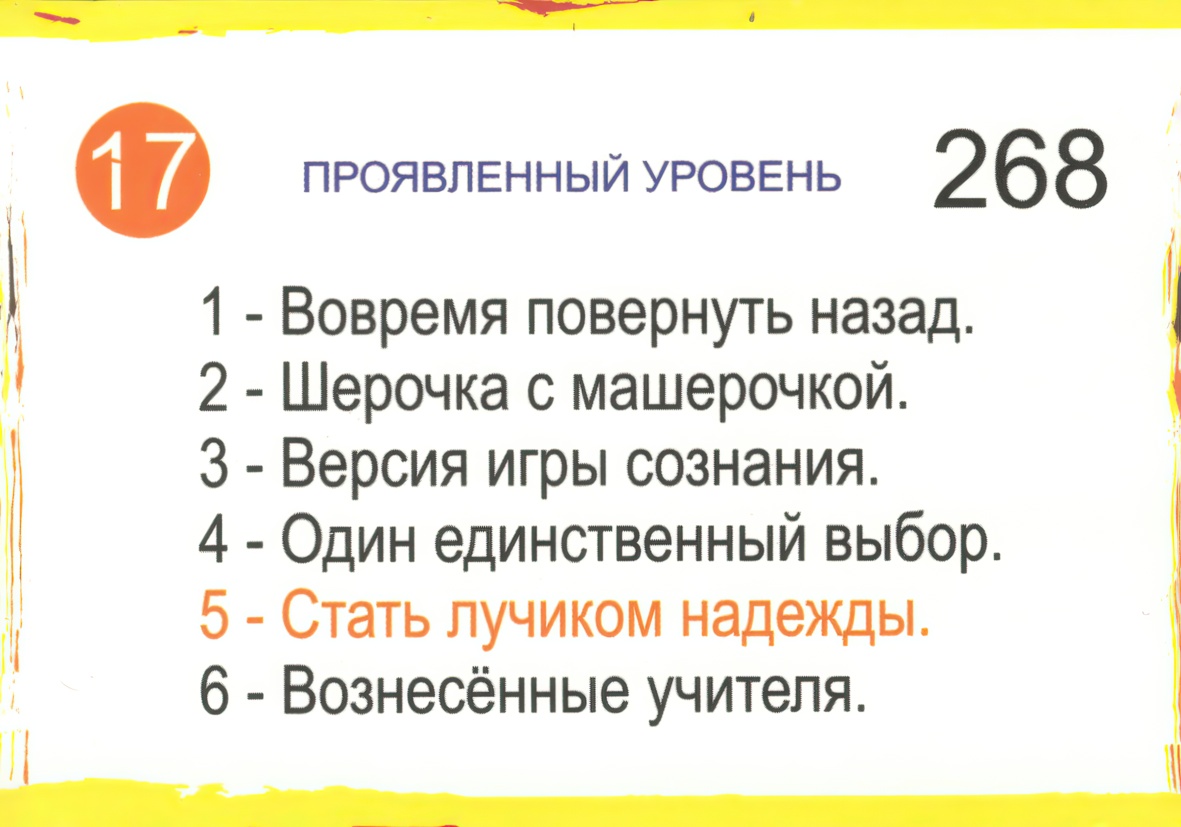 17 ПРОЯВЛЕННЫЙ УРОВЕНЬ 268
1 - Вовремя повернуть назад.
2 - Шерочка с машерочкой.
3 - Версия игры сознания.
4 - Один единственный выбор.
5 - Стать лучиком надежды.
6 - Вознесённые учителя.